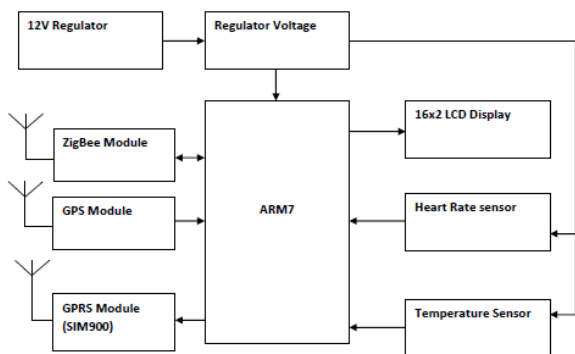 12V Regulator
Regulator Voltage
16x2 LCD Display
ZigBee Module
GPS Module
ARM7
Heart Rate sensor
GPRS Module
(SIM900)
Temperature Sensor